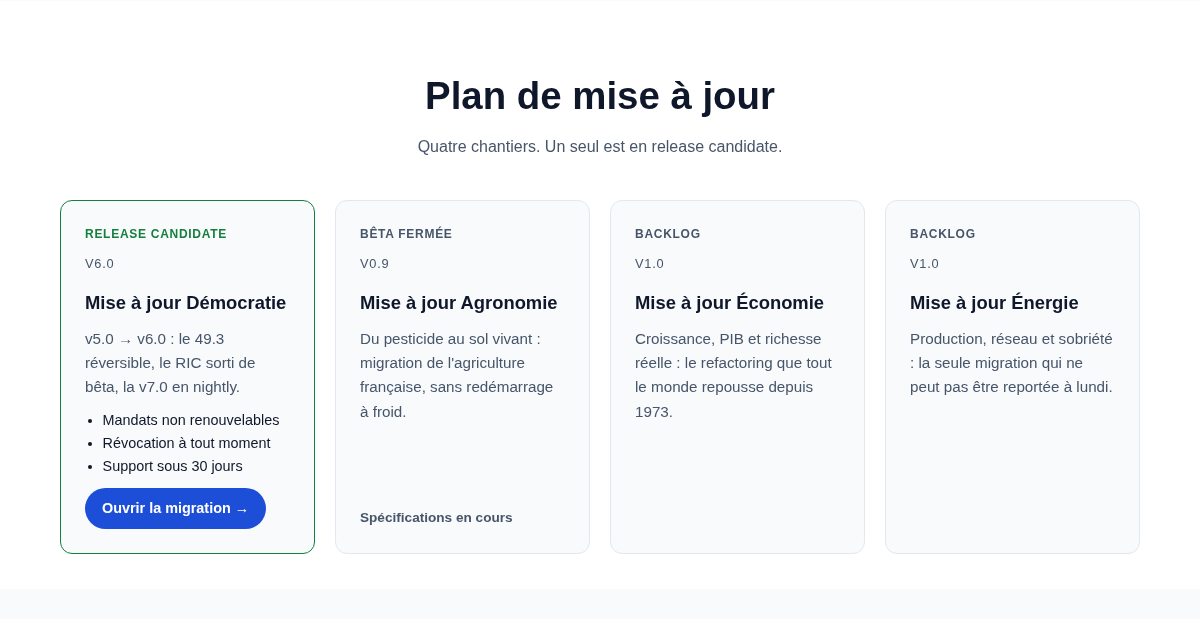 Plan de mise à jour
Quatre chantiers. Un seul est en release candidate.
RELEASE CANDIDATE
V6.0
Mise à jour Démocratie
v5.0 → v6.0 : le 49.3
réversible, le RIC sorti de
bêta, la v7.0 en nightly.
• Mandats non renouvelables
• Révocation à tout moment
• Support sous 30 jours
Ouvrir la migration →
BÊTA FERMÉE
V0.9
Mise à jour Agronomie
Du pesticide au sol vivant :
migration de l'agriculture
française, sans redémarrage
à froid.
Spécifications en cours
BACKLOG
V1.0
Mise à jour Économie
Croissance, PIB et richesse
réelle : le refactoring que tout
le monde repousse depuis
1973.
BACKLOG
V1.0
Mise à jour Énergie
Production, réseau et sobriété
: la seule migration qui ne
peut pas être reportée à lundi.